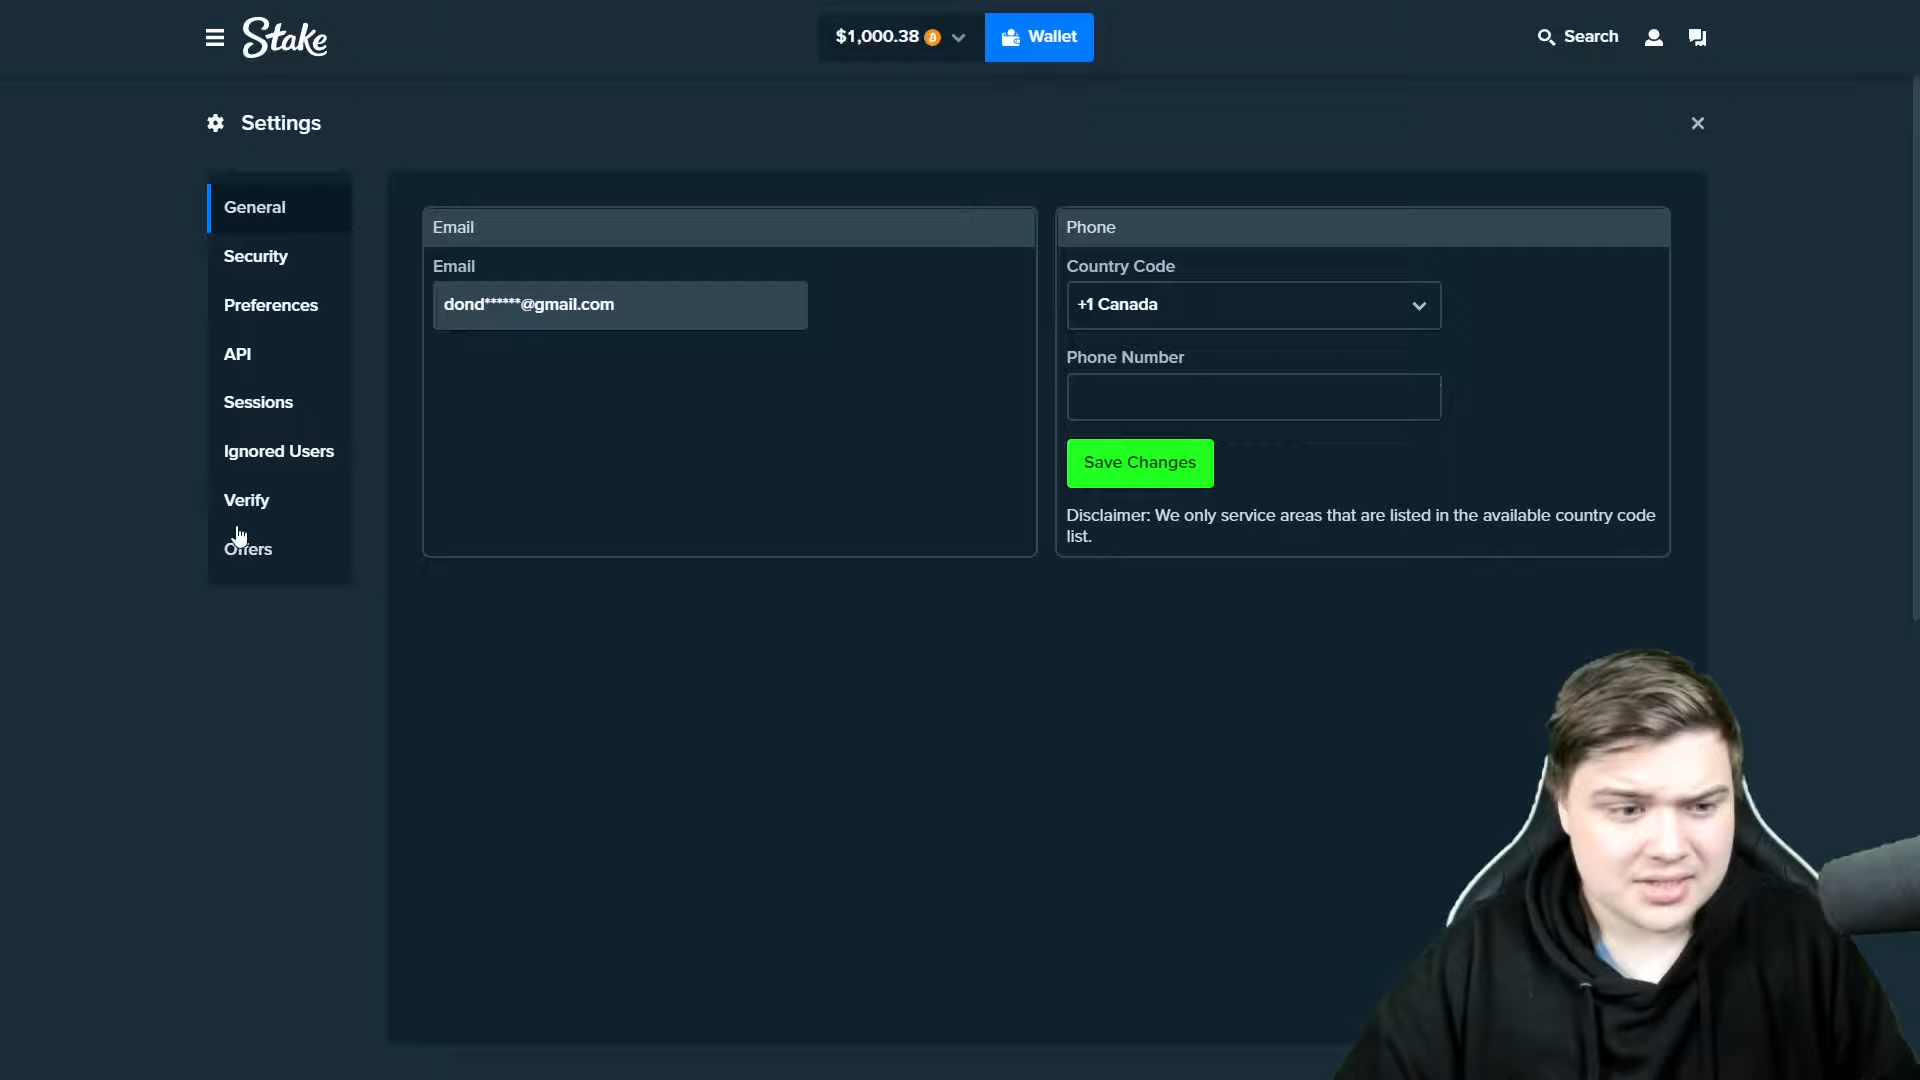 Stake
$1,000.38
Wallet
Search
Settings
General
Security
Preferences
API
Sessions
Ignored Users
Verify
Offers
Email
Email
dond******@gmail.com
Phone
Country Code
+1 Canada
Phone Number
Save Changes
Disclaimer: We only service areas that are listed in the available country code
list.